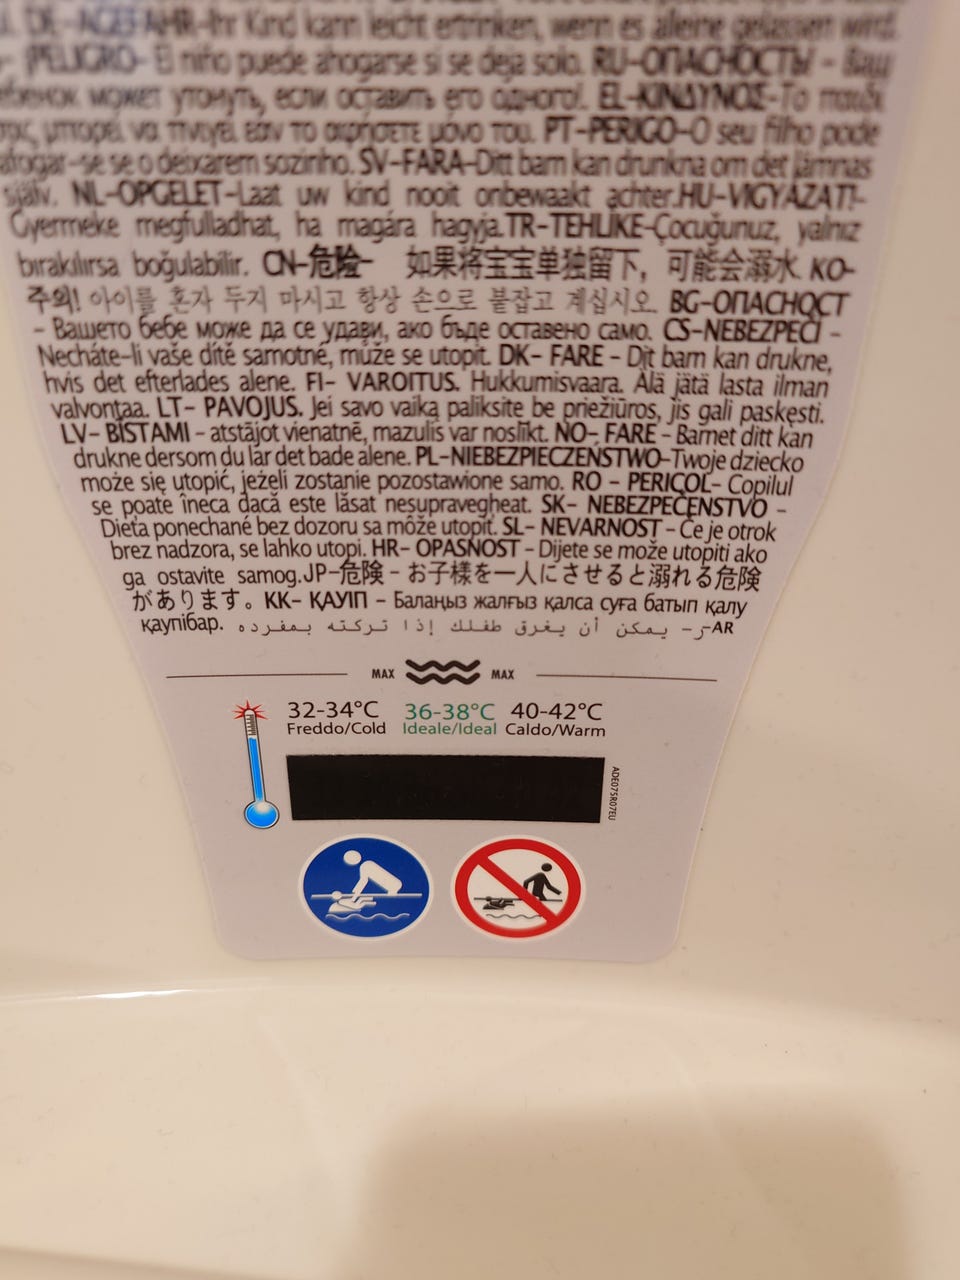 DE-AGEFAHR-Ihr Kind kann leicht ertrinken, wenn es alleine gelassen wird.
PELIGRO- El niño puede ahogarse si se deja solo. RU-ОПАСНОСТЬ! - Ваш
ребенок может утонуть, если оставить его одного!. EL-ΚΙΝΔΥΝΟΣ-Το παιδί
σας, μπορεί να πνιγεί εάν το αφήσετε μόνο του. PT-PERIGO-O seu filho pode
afogar-se se o deixarem sozinho. SV-FARA-Ditt barn kan drunkna om det lämnas
själv. NL-OPGELET-Laat uw kind nooit onbewaakt achter.HU-VIGYÁZAT!-
Gyermeke megfulladhat, ha magára hagyja.TR-TEHLİKE-Çocuğunuz, yalnız
bırakılırsa boğulabilir. CN-危险- 如果将宝宝单独留下，可能会溺水 KO-
주의! 아이를 혼자 두지 마시고 항상 손으로 붙잡고 계십시오. BG-ОПАСНОСТ
- Вашето бебе може да се удави, ако бъде оставено само. CS-NEBEZPEČÍ -
Necháte-li vaše dítě samotné, může se utopit. DK- FARE - Dit barn kan drukne,
hvis det efterlades alene. FI- VAROITUS. Hukkumisvaara. Älä jätä lasta ilman
valvontaa. LT- PAVOJUS. Jei savo vaiką paliksite be priežiūros, jis gali paskęsti.
LV- BĪSTAMI - atstājot vienatnē, mazulis var noslīkt. NO- FARE - Barnet ditt kan
drukne dersom du lar det bade alene. PL-NIEBEZPIECZEŃSTWO-Twoje dziecko
może się utopić, jeżeli zostanie pozostawione samo. RO - PERICOL- Copilul
se poate îneca dacă este lăsat nesupravegheat. SK- NEBEZPEČENSTVO -
Dieťa ponechané bez dozoru sa môže utopiť. SL- NEVARNOST - Če je otrok
brez nadzora, se lahko utopi. HR- OPASNOST - Dijete se može utopiti ako
ga ostavite samog.JP-危険 - お子様を一人にさせると溺れる危険
があります。KK- ҚАУІП - Балаңыз жалғыз қалса суға батып қалу
қаупібар. AR-يمكن أن يغرق طفلك إذا تركته بمفرده
MAX MAX
32-34°C 36-38°C 40-42°C
Freddo/Cold Ideale/Ideal Caldo/Warm
ADE075R07EU